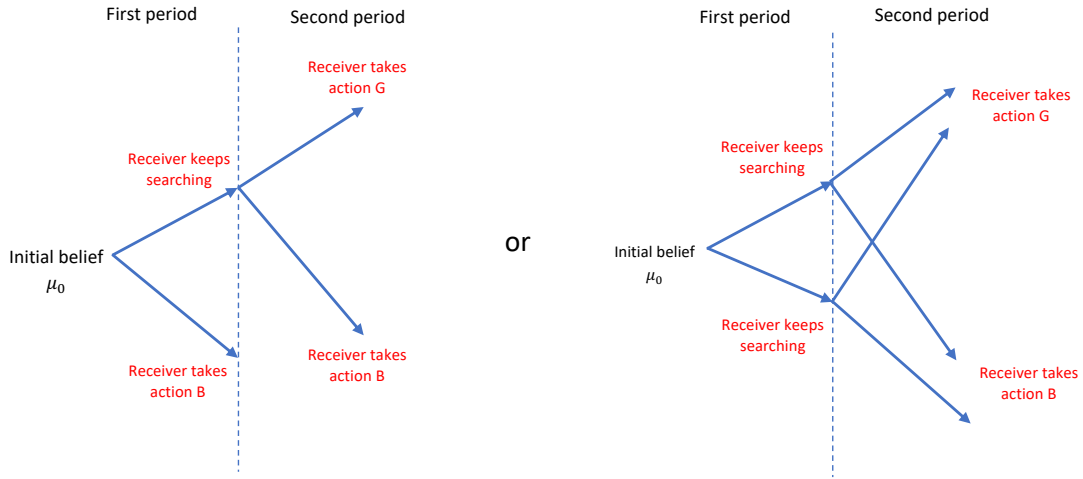 First period
Second period
Receiver takes
action G
Receiver keeps
searching
Initial belief
μ₀
Receiver takes
action B
Receiver takes
action B
or
First period
Second period
Receiver takes
action G
Receiver keeps
searching
Initial belief
μ₀
Receiver keeps
searching
Receiver takes
action B